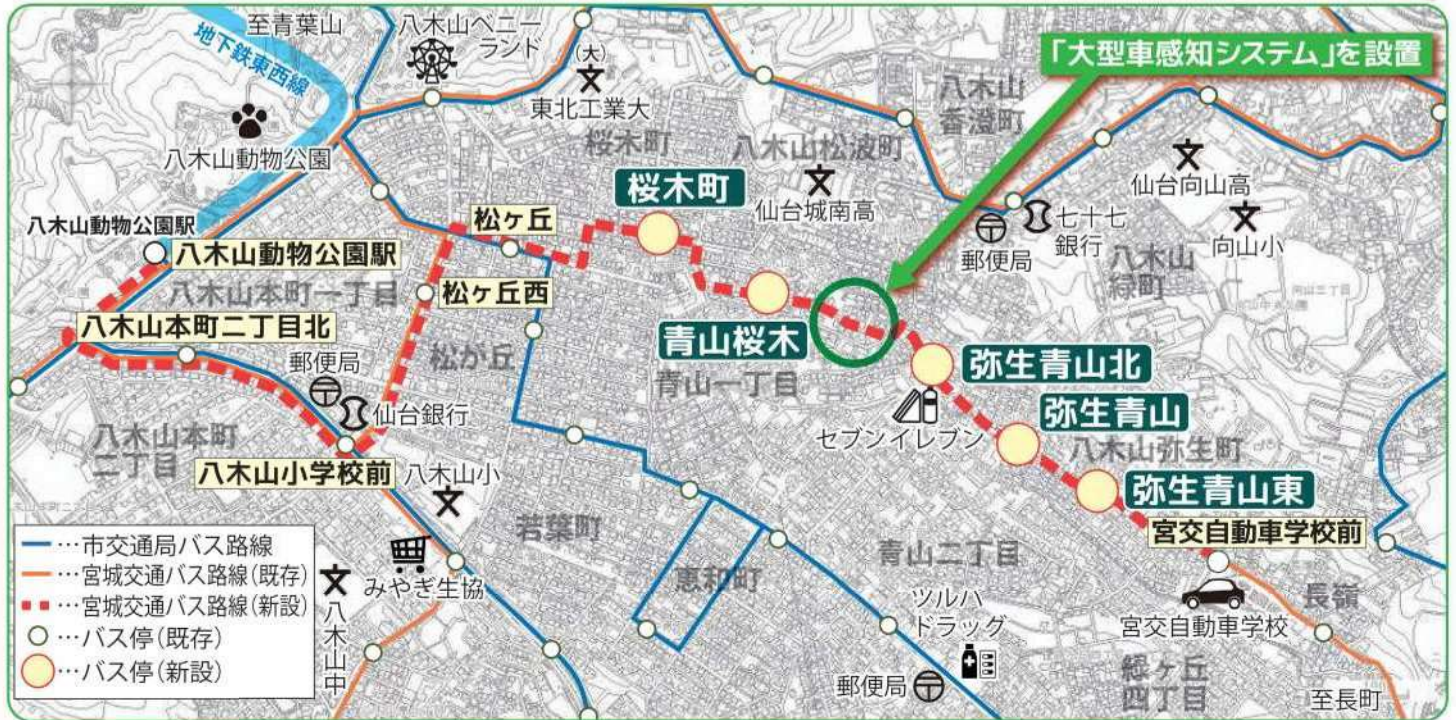 至青葉山
地下鉄東西線
八木山ベニー
ランド
(大)
東北工業大
「大型車感知システム」を設置
八木山
香澄町
八木山動物公園
桜木町
八木山松波町
桜木町
仙台城南高
仙台向山高
七十七
銀行
向山小
郵便局
八木山
緑町
八木山動物公園駅
八木山動物公園駅
松ヶ丘
八木山本町一丁目
松ヶ丘西
八木山本町二丁目北
郵便局
松が丘
青山桜木
青山一丁目
弥生青山北
仙台銀行
セブンイレブン
弥生青山
八木山弥生町
八木山本町
二丁目
八木山小学校前
八木山小
弥生青山東
宮交自動車学校前
若葉町
青山二丁目
みやぎ生協
恵和町
ツルハ
ドラッグ
宮交自動車学校
長嶺
八木山中
郵便局
緑ヶ丘
四丁目
至長町
…市交通局バス路線
…宮城交通バス路線(既存)
…宮城交通バス路線(新設)
…バス停(既存)
…バス停(新設)